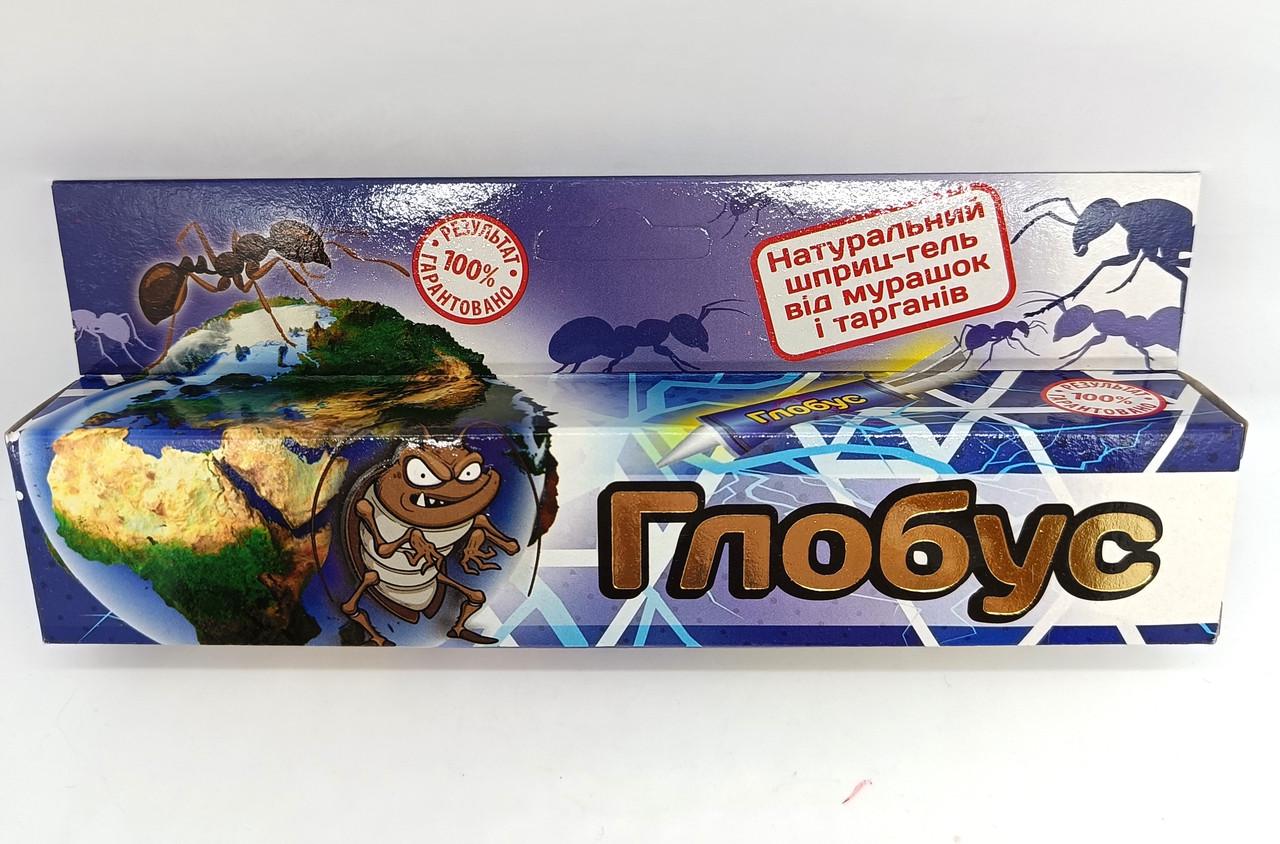 РЕЗУЛЬТАТ
100%
ГАРАНТОВАНО
Натуральний
шприц-гель
від мурашок
і тарганів
Глобус
РЕЗУЛЬТАТ
100%
ГАРАНТОВАНО
Глобус